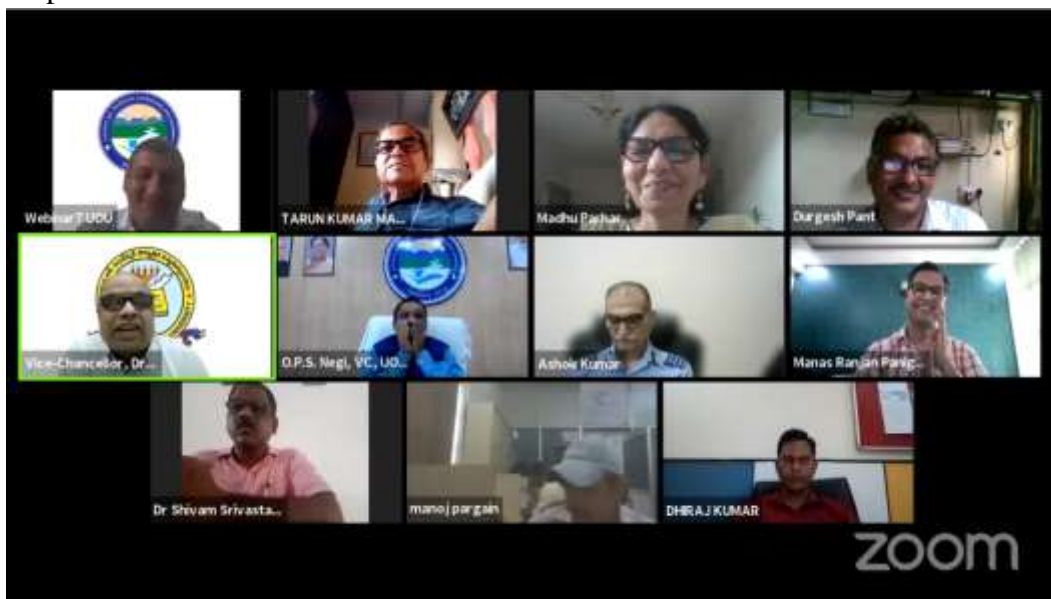 Webinar T UOU
TARUN KUMAR MA...
Madhu Parhar
Durgesh Pant
Vice-Chancellor, Dr...
O.P.S. Negi, VC, UO...
Ashok Kumar
Manas Ranjan Panig...
Dr Shivam Srivasta...
manoj pargain
DHIRAJ KUMAR
zoom